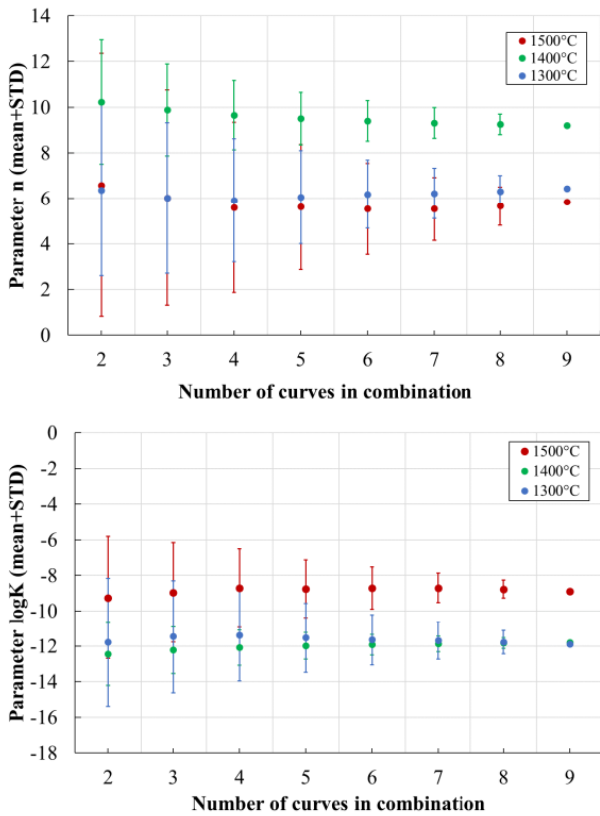 Parameter n (mean+STD)
14
12
10
8
6
4
2
0
1500°C
1400°C
1300°C
2 3 4 5 6 7 8 9
Number of curves in combination
Parameter logK (mean+STD)
0
-2
-4
-6
-8
-10
-12
-14
-16
-18
1500°C
1400°C
1300°C
2 3 4 5 6 7 8 9
Number of curves in combination